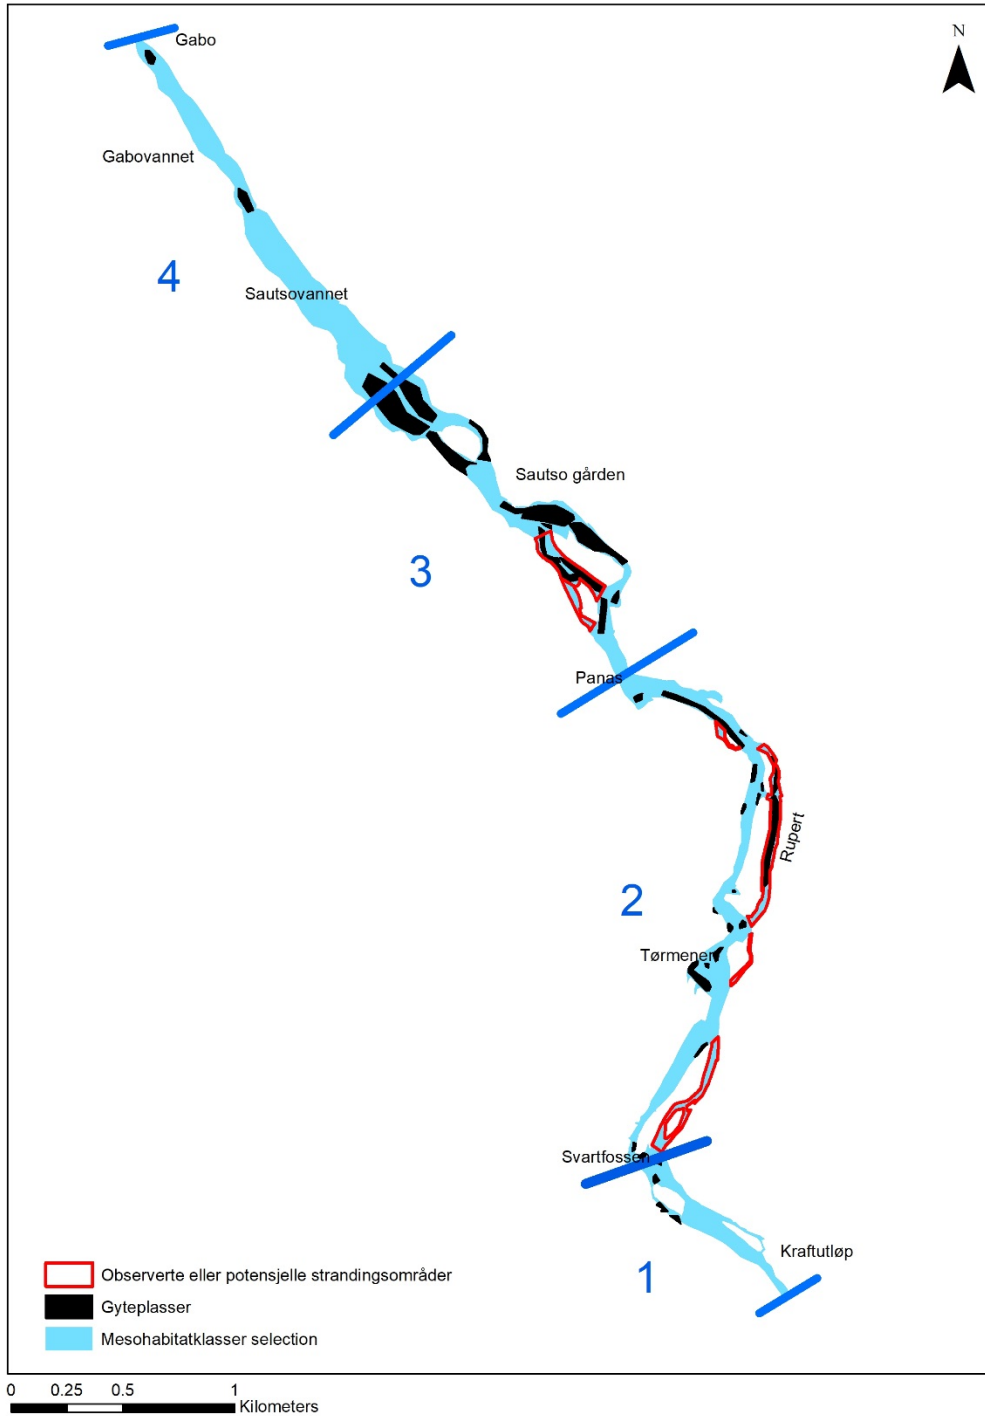 N
Gabo
Gabovannet
4
Sautsovannet
Sautso gården
3
Panas
Rupert
2
Tørmenen
Svartfossen
Kraftutløp
1
Observerte eller potensjelle strandingsområder
Gyteplasser
Mesohabitatklasser selection
0 0.25 0.5 1
Kilometers